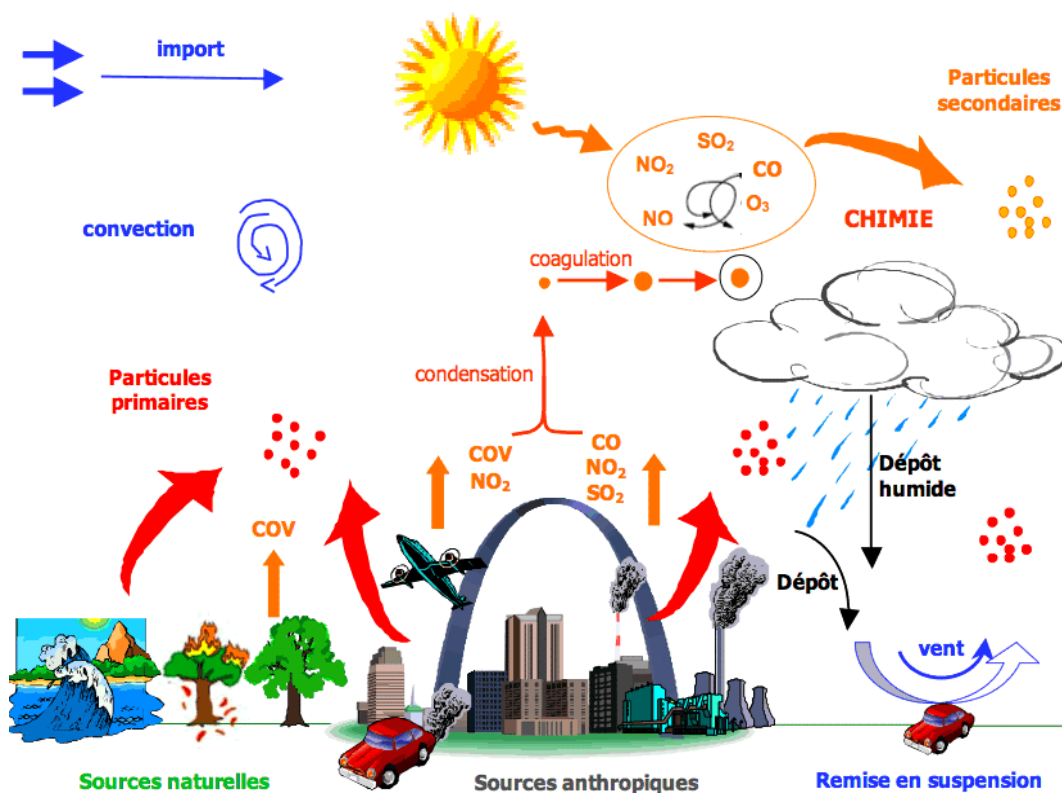 import
Particules
secondaires
SO₂
NO₂
CO
O₃
NO
CHIMIE
convection
coagulation
condensation
Particules
primaires
COV
NO₂
CO
NO₂
SO₂
Dépôt
humide
COV
Dépôt
vent
Sources naturelles
Sources anthropiques
Remise en suspension